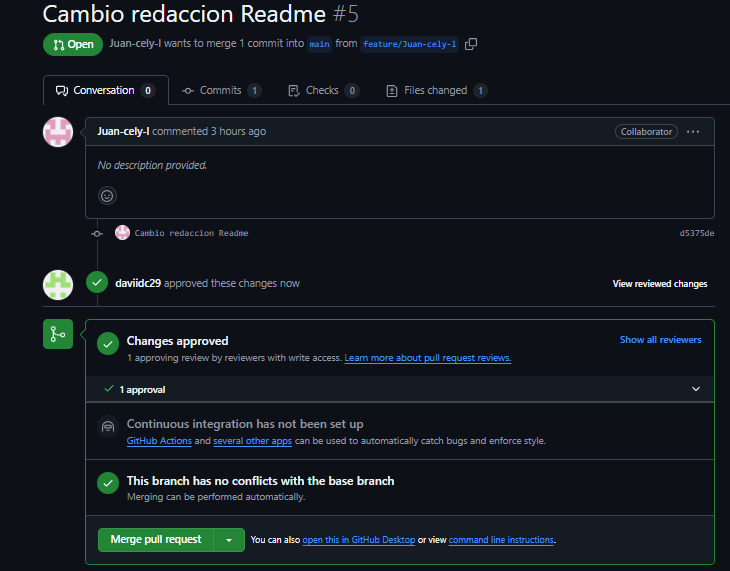 Cambio redaccion Readme #5
Open Juan-cely-l wants to merge 1 commit into main from feature/Juan-cely-l
Conversation 0 Commits 1 Checks 0 Files changed 1
Juan-cely-l commented 3 hours ago Collaborator ...
No description provided.
Cambio redaccion Readme d5375de
daviidc29 approved these changes now View reviewed changes
Changes approved Show all reviewers
1 approving review by reviewers with write access. Learn more about pull request reviews.
1 approval
Continuous integration has not been set up
GitHub Actions and several other apps can be used to automatically catch bugs and enforce style.
This branch has no conflicts with the base branch
Merging can be performed automatically.
Merge pull request You can also open this in GitHub Desktop or view command line instructions.